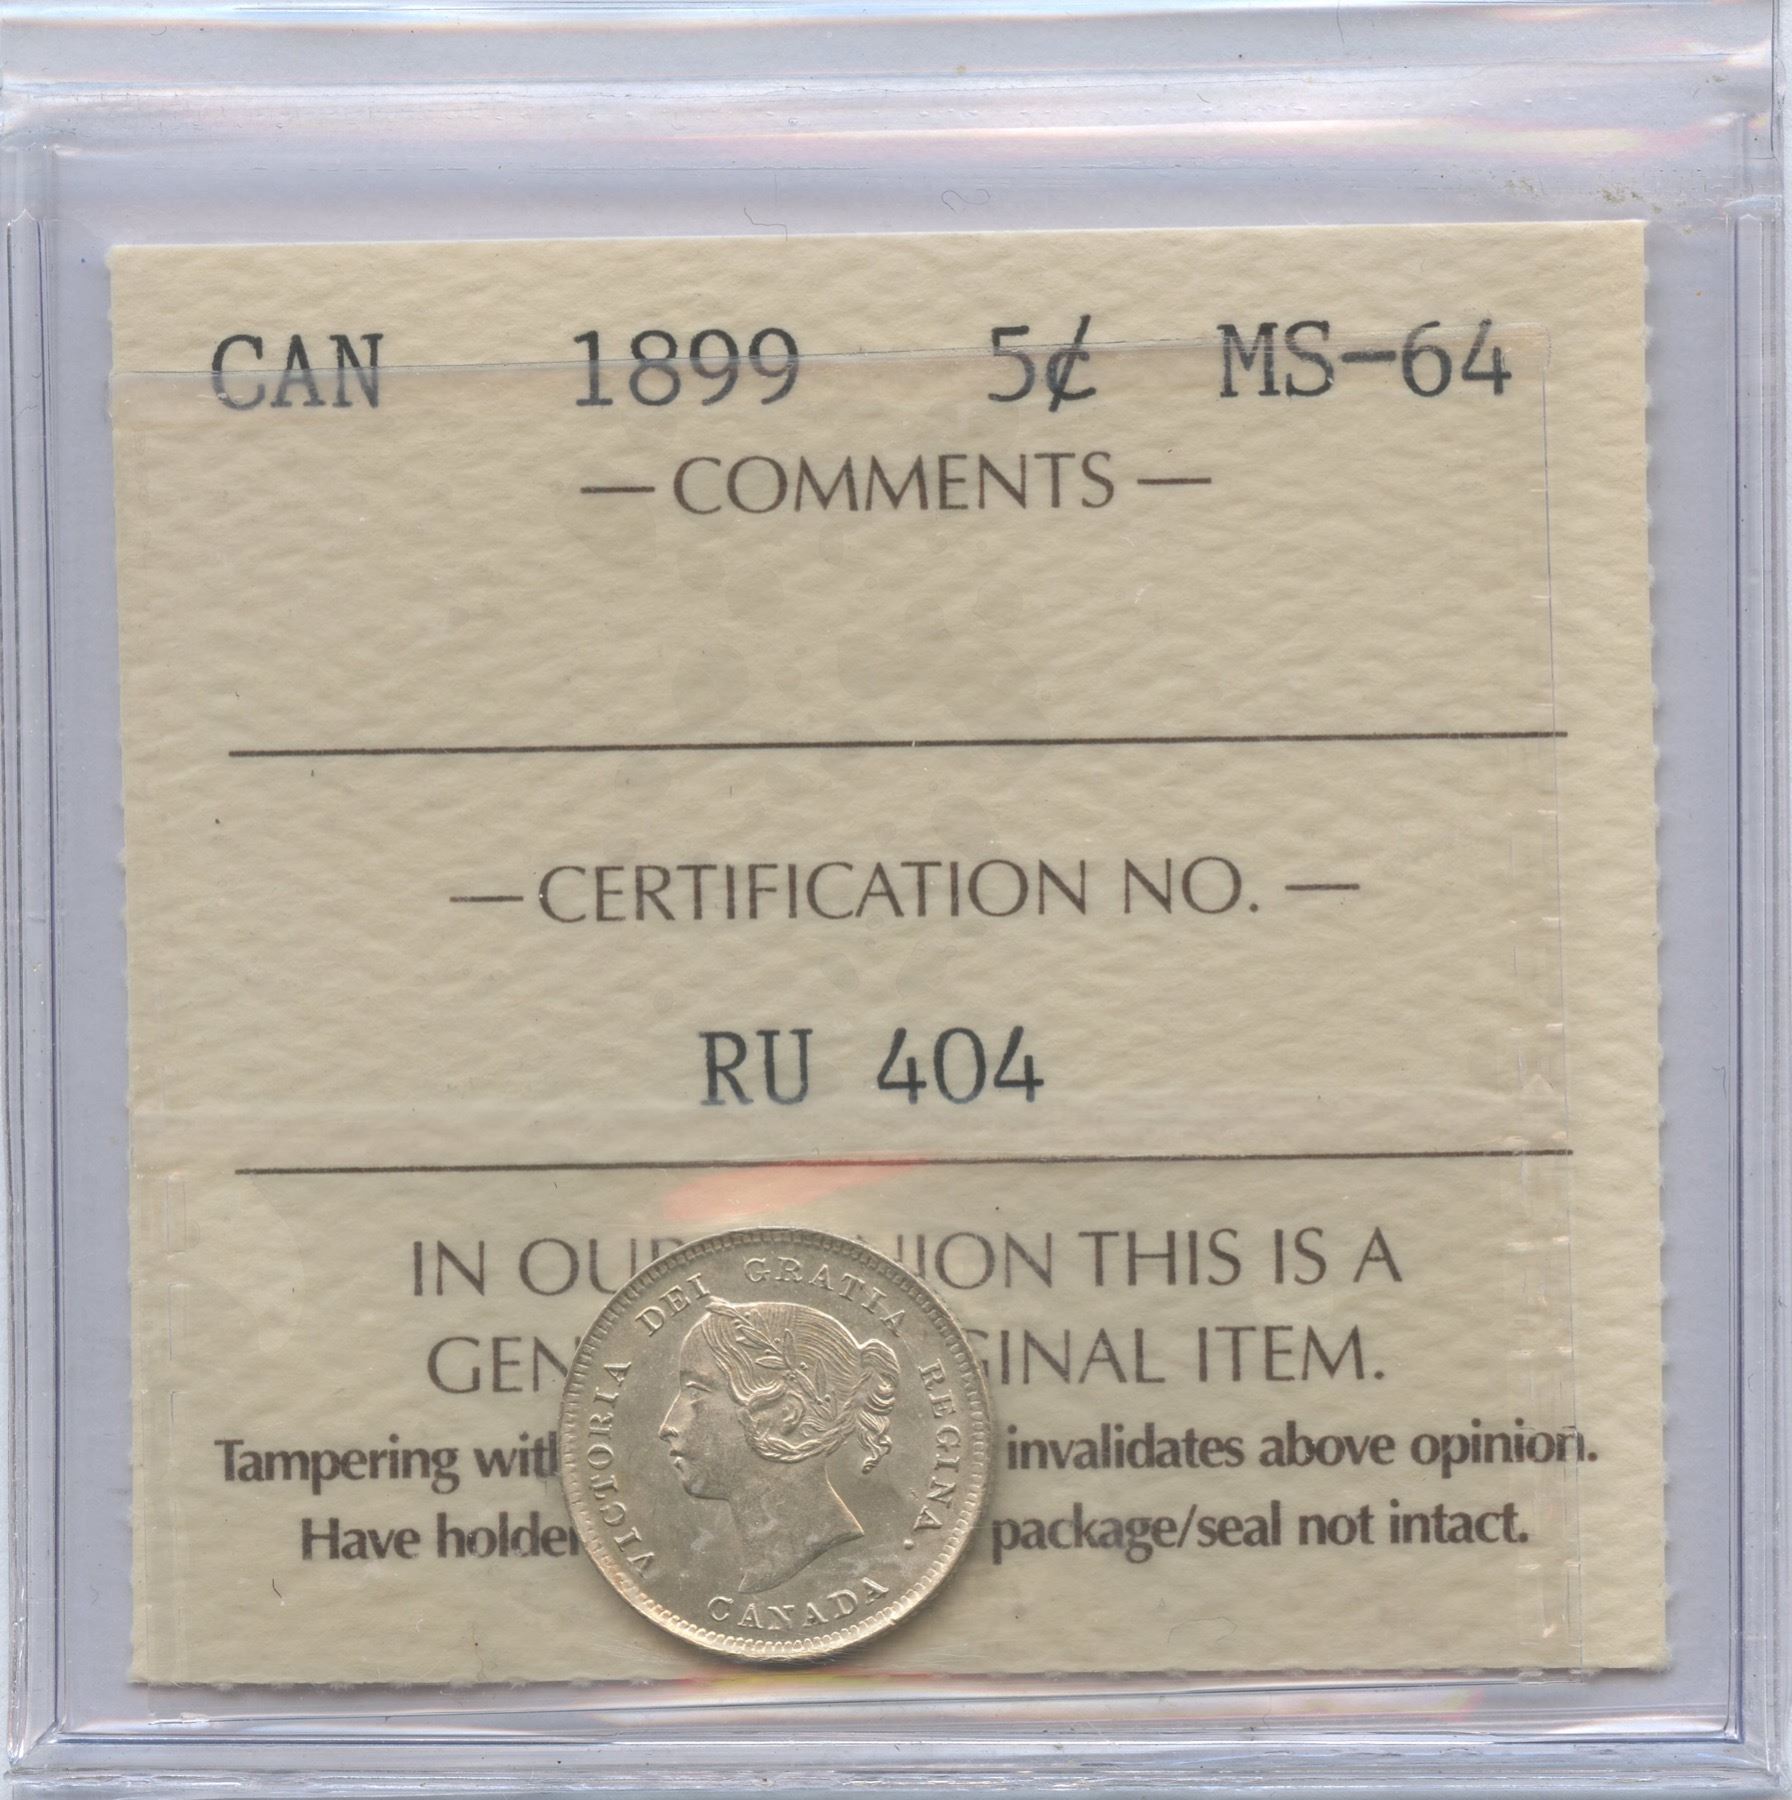 CAN 1899 5¢ MS-64
— COMMENTS —
— CERTIFICATION NO. —
RU 404
IN OUR NION THIS IS A
GEN GINAL ITEM.
Tampering with invalidates above opinion.
Have holder package/seal not intact.
VICTORIA DEI GRATIA REGINA.
CANADA